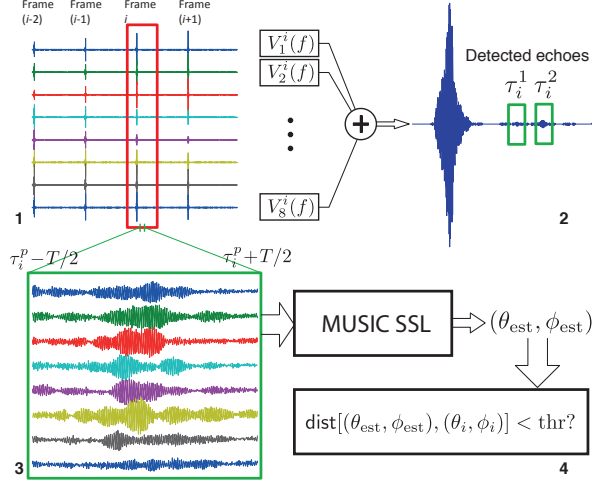 Frame Frame Frame Frame
(i-2) (i-1) i (i+1)
V_1^i(f)
V_2^i(f)
⋮
V_8^i(f)
+
Detected echoes
τ_i^1 τ_i^2
1
2
τ_i^p−T/2
τ_i^p+T/2
MUSIC SSL
(θ_est, ϕ_est)
dist[(θ_est, ϕ_est), (θ_i, ϕ_i)] < thr?
3
4